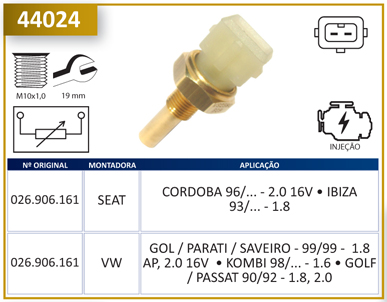 44024
M10x1,0
19 mm
INJEÇÃO
Nº ORIGINAL MONTADORA APLICAÇÃO
026.906.161 SEAT CORDOBA 96/... - 2.0 16V • IBIZA
93/... - 1.8
GOL / PARATI / SAVEIRO - 99/99 - 1.8
026.906.161 VW AP, 2.0 16V • KOMBI 98/... - 1.6 • GOLF
/ PASSAT 90/92 - 1.8, 2.0